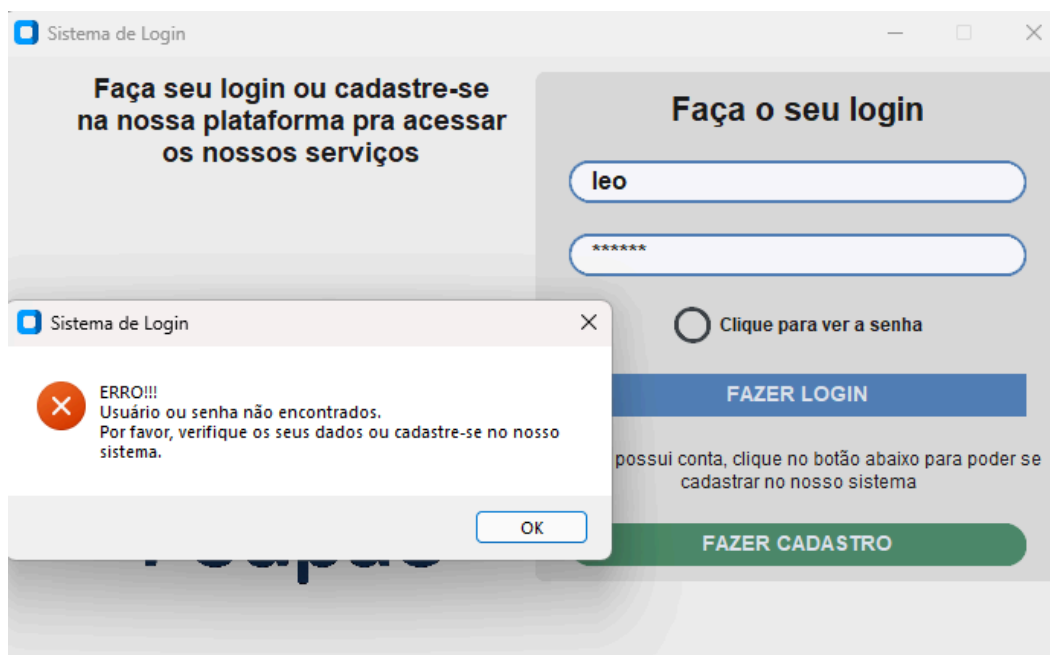 Sistema de Login
Faça seu login ou cadastre-se
na nossa plataforma pra acessar
os nossos serviços
Faça o seu login
leo
******
Clique para ver a senha
FAZER LOGIN
possui conta, clique no botão abaixo para poder se
cadastrar no nosso sistema
FAZER CADASTRO
Sistema de Login
ERRO!!!
Usuário ou senha não encontrados.
Por favor, verifique os seus dados ou cadastre-se no nosso
sistema.
OK